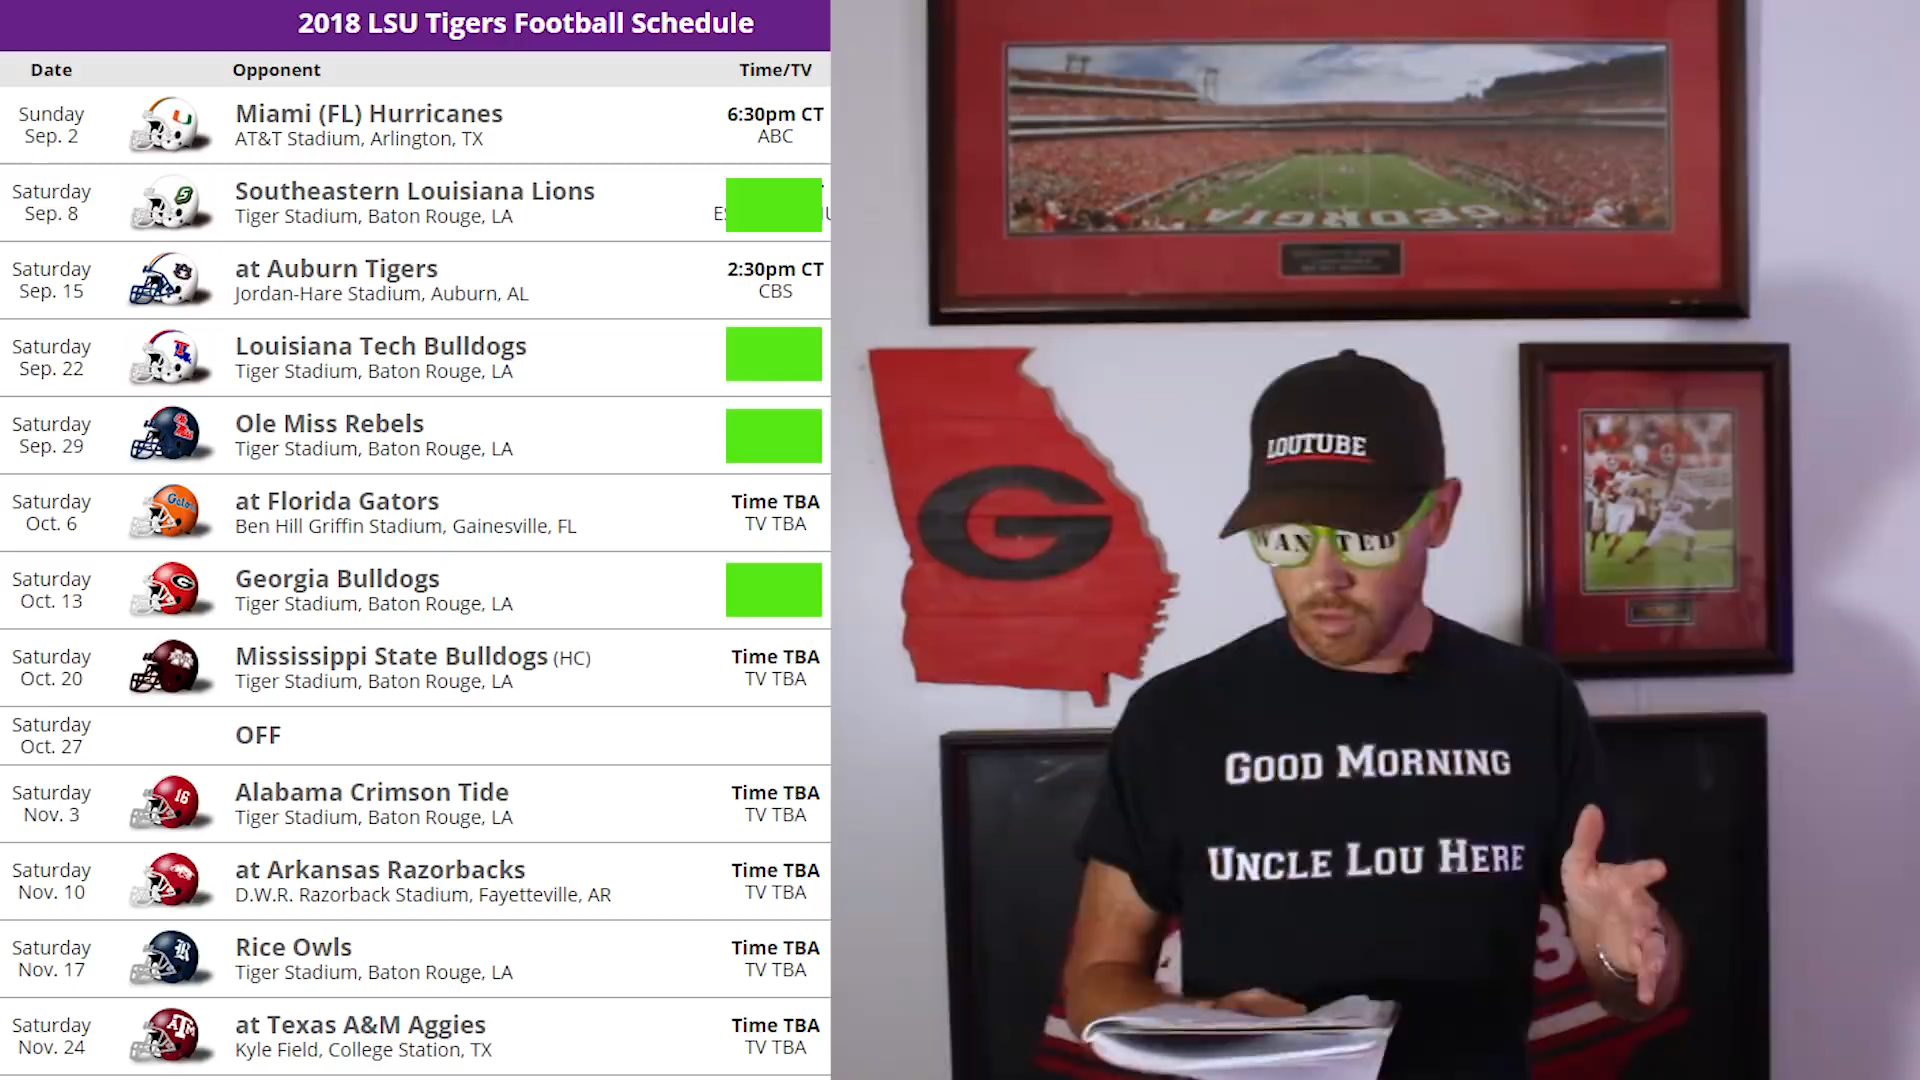 2018 LSU Tigers Football Schedule
Date Opponent Time/TV
Sunday
Sep. 2
Miami (FL) Hurricanes
AT&T Stadium, Arlington, TX
6:30pm CT
ABC
Saturday
Sep. 8
Southeastern Louisiana Lions
Tiger Stadium, Baton Rouge, LA
Saturday
Sep. 15
at Auburn Tigers
Jordan-Hare Stadium, Auburn, AL
2:30pm CT
CBS
Saturday
Sep. 22
Louisiana Tech Bulldogs
Tiger Stadium, Baton Rouge, LA
Saturday
Sep. 29
Ole Miss Rebels
Tiger Stadium, Baton Rouge, LA
Saturday
Oct. 6
Gators
at Florida Gators
Ben Hill Griffin Stadium, Gainesville, FL
Time TBA
TV TBA
Saturday
Oct. 13
G
Georgia Bulldogs
Tiger Stadium, Baton Rouge, LA
Saturday
Oct. 20
Mississippi State Bulldogs (HC)
Tiger Stadium, Baton Rouge, LA
Time TBA
TV TBA
Saturday
Oct. 27
OFF
Saturday
Nov. 3
16
Alabama Crimson Tide
Tiger Stadium, Baton Rouge, LA
Time TBA
TV TBA
Saturday
Nov. 10
at Arkansas Razorbacks
D.W.R. Razorback Stadium, Fayetteville, AR
Time TBA
TV TBA
Saturday
Nov. 17
R
Rice Owls
Tiger Stadium, Baton Rouge, LA
Time TBA
TV TBA
Saturday
Nov. 24
ATM
at Texas A&M Aggies
Kyle Field, College Station, TX
Time TBA
TV TBA
GEORGIA
G
LOUTUBE
WANTED
GOOD MORNING
UNCLE LOU HERE
3